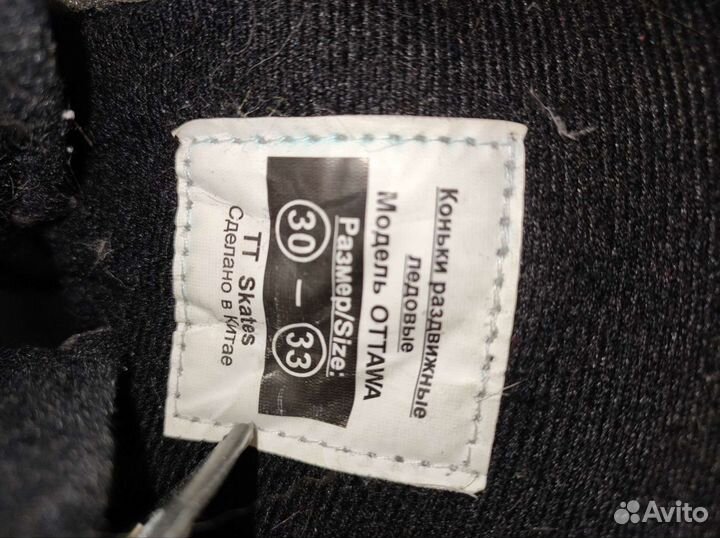 Коньки раздвижные
ледовые
Модель OTTAWA
Размер/Size:
30 – 33
TT Skates
Сделано в Китае
Avito